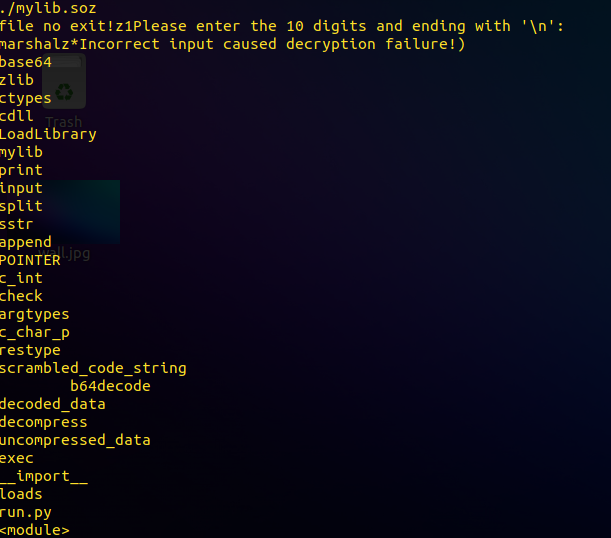 ./mylib.soz
file no exit!z1Please enter the 10 digits and ending with '\n':
marshalz*Incorrect input caused decryption failure!)
base64
zlib
ctypes
cdll
Trash
LoadLibrary
mylib
print
input
split
sstr
append
wall.jpg
POINTER
c_int
check
argtypes
c_char_p
restype
scrambled_code_string
b64decode
decoded_data
decompress
uncompressed_data
exec
__import__
loads
run.py
<module>